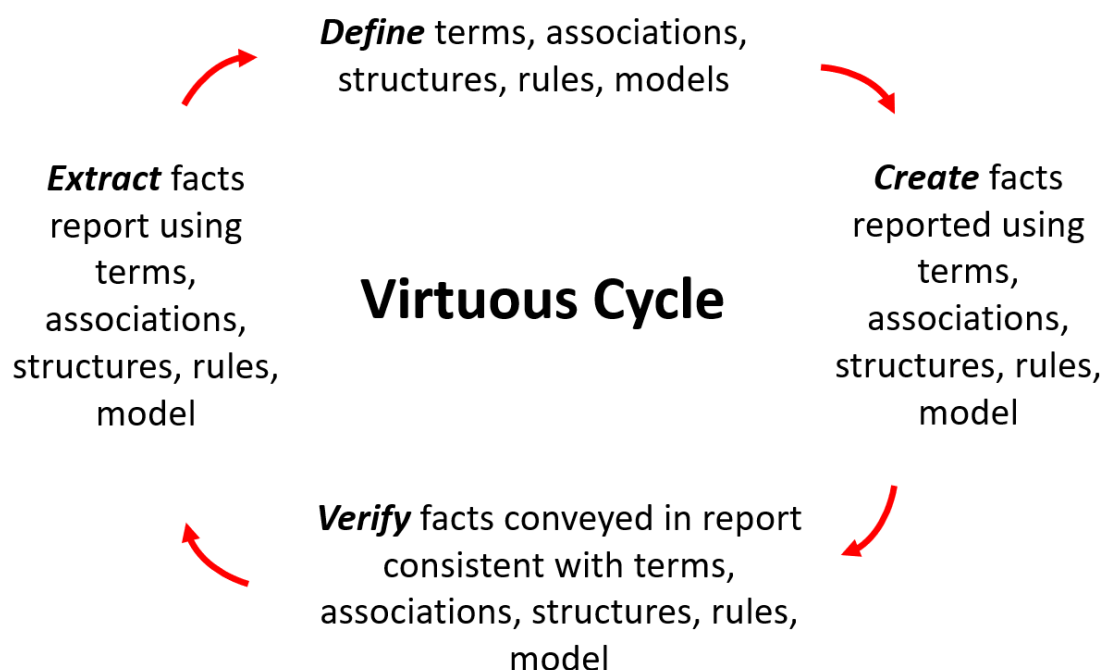 Define terms, associations,
structures, rules, models
Extract facts
report using
terms,
associations,
structures, rules,
model
Virtuous Cycle
Create facts
reported using
terms,
associations,
structures, rules,
model
Verify facts conveyed in report
consistent with terms,
associations, structures, rules,
model